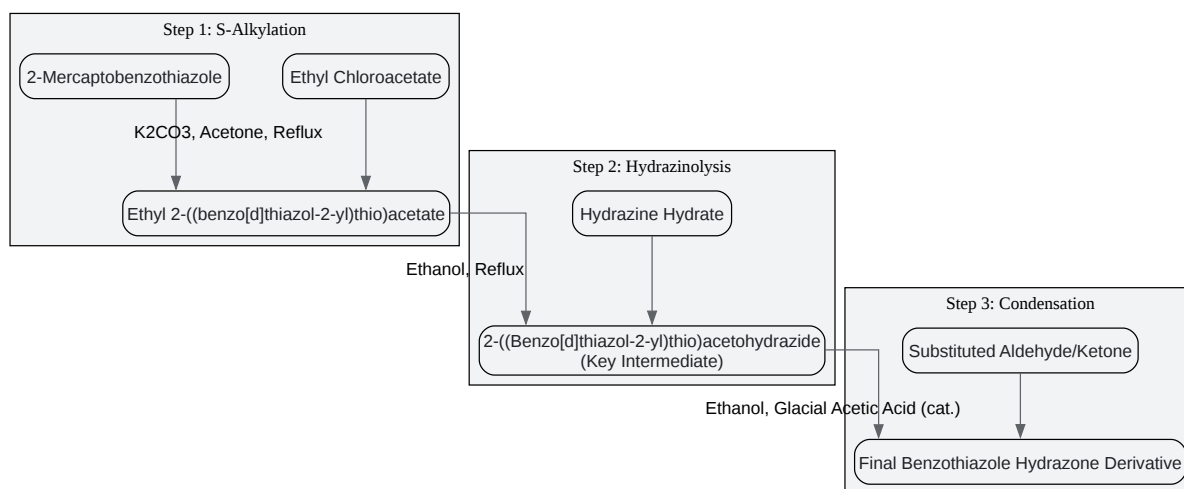 Step 1: S-Alkylation
2-Mercaptobenzothiazole
Ethyl Chloroacetate
K2CO3, Acetone, Reflux
Ethyl 2-((benzo[d]thiazol-2-yl)thio)acetate
Step 2: Hydrazinolysis
Hydrazine Hydrate
Ethanol, Reflux
2-((Benzo[d]thiazol-2-yl)thio)acetohydrazide
(Key Intermediate)
Step 3: Condensation
Substituted Aldehyde/Ketone
Ethanol, Glacial Acetic Acid (cat.)
Final Benzothiazole Hydrazone Derivative